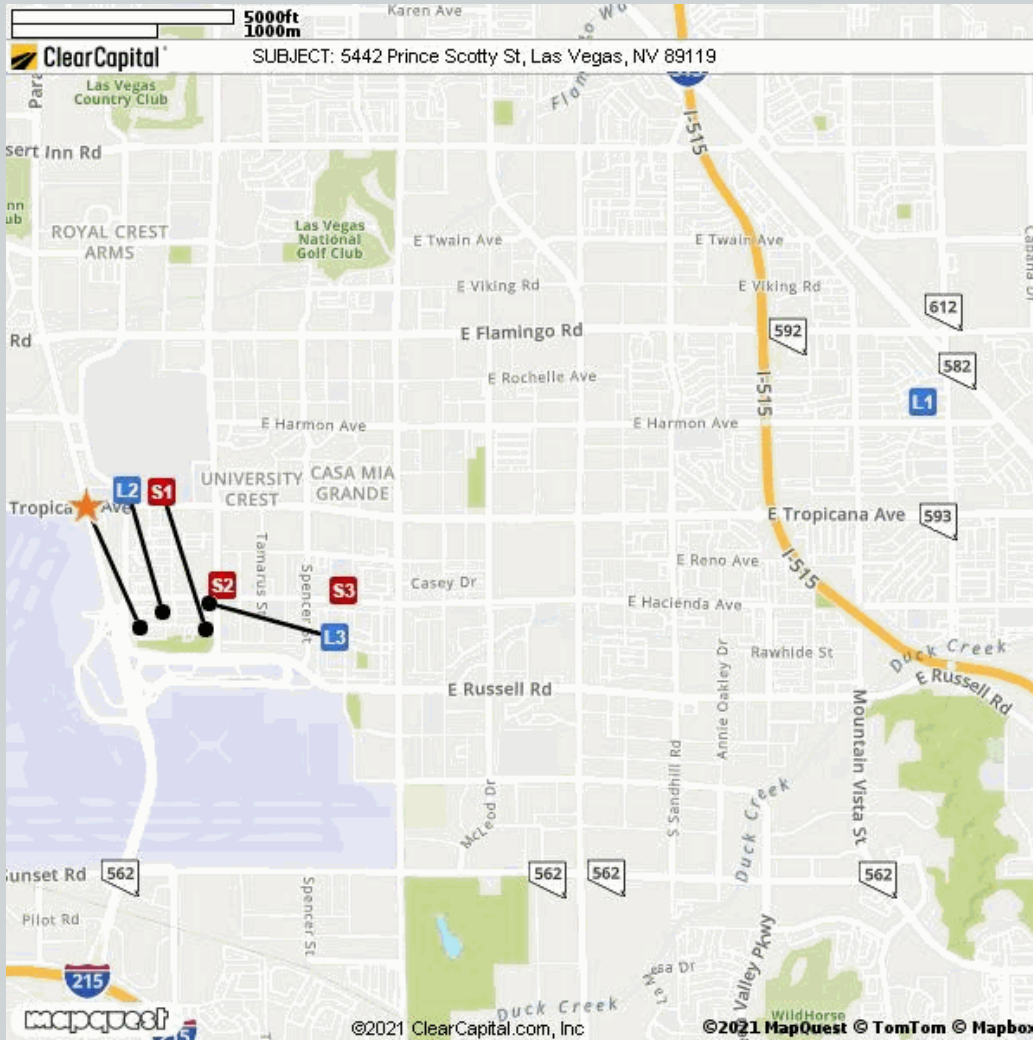 5000ft
1000m
ClearCapital
SUBJECT: 5442 Prince Scotty St, Las Vegas, NV 89119
Karen Ave
Las Vegas
Country Club
I-515
sert Inn Rd
ROYAL CREST
ARMS
Las Vegas
National
Golf Club
E Twain Ave
E Twain Ave
E Viking Rd
E Viking Rd
612
Rd
E Flamingo Rd
592
582
E Rochelle Ave
I-515
L1
E Harmon Ave
E Harmon Ave
UNIVERSITY
CREST
CASA MIA
GRANDE
L2
S1
Tropica
Ave
E Tropicana Ave
593
Tamarus St
Spencer St
E Reno Ave
I-515
S2
S3
Casey Dr
E Hacienda Ave
L3
Annie Oakley Dr
Rawhide St
Duck Creek
E Russell Rd
E Russell Rd
Mountain Vista St
S Sandhill Rd
McLeod Dr
Duck Creek
Sunset Rd
562
562
562
562
Pilot Rd
Spencer St
215
Valley Pkwy
Duck Creek
WildHorse
mapquest
©2021 ClearCapital.com, Inc
©2021 MapQuest © TomTom © Mapbox